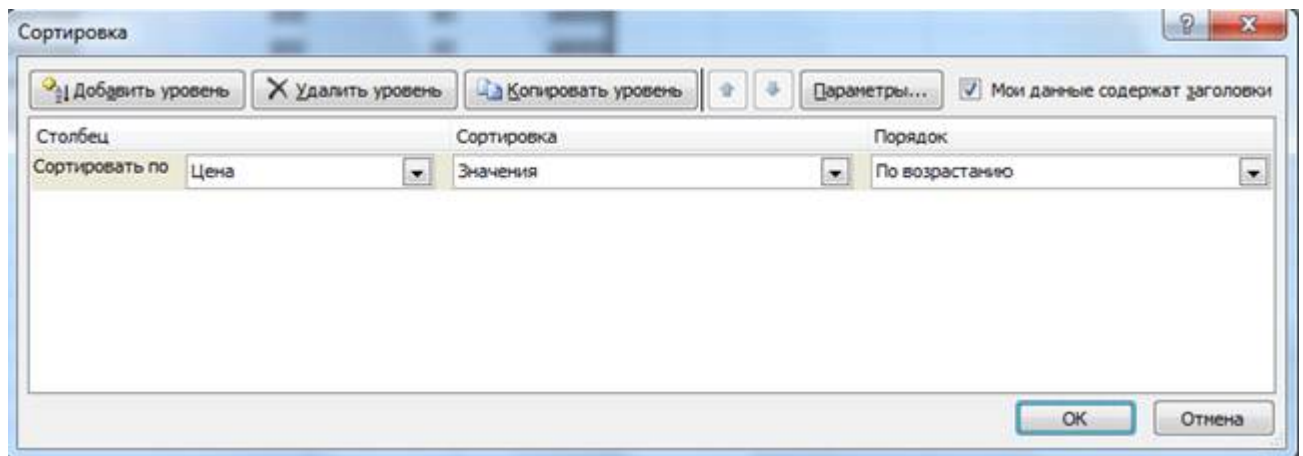 Сортировка
Добавить уровень Удалить уровень Копировать уровень Параметры... Мои данные содержат заголовки
Столбец Сортировка Порядок
Сортировать по Цена Значения По возрастанию
ОК Отмена